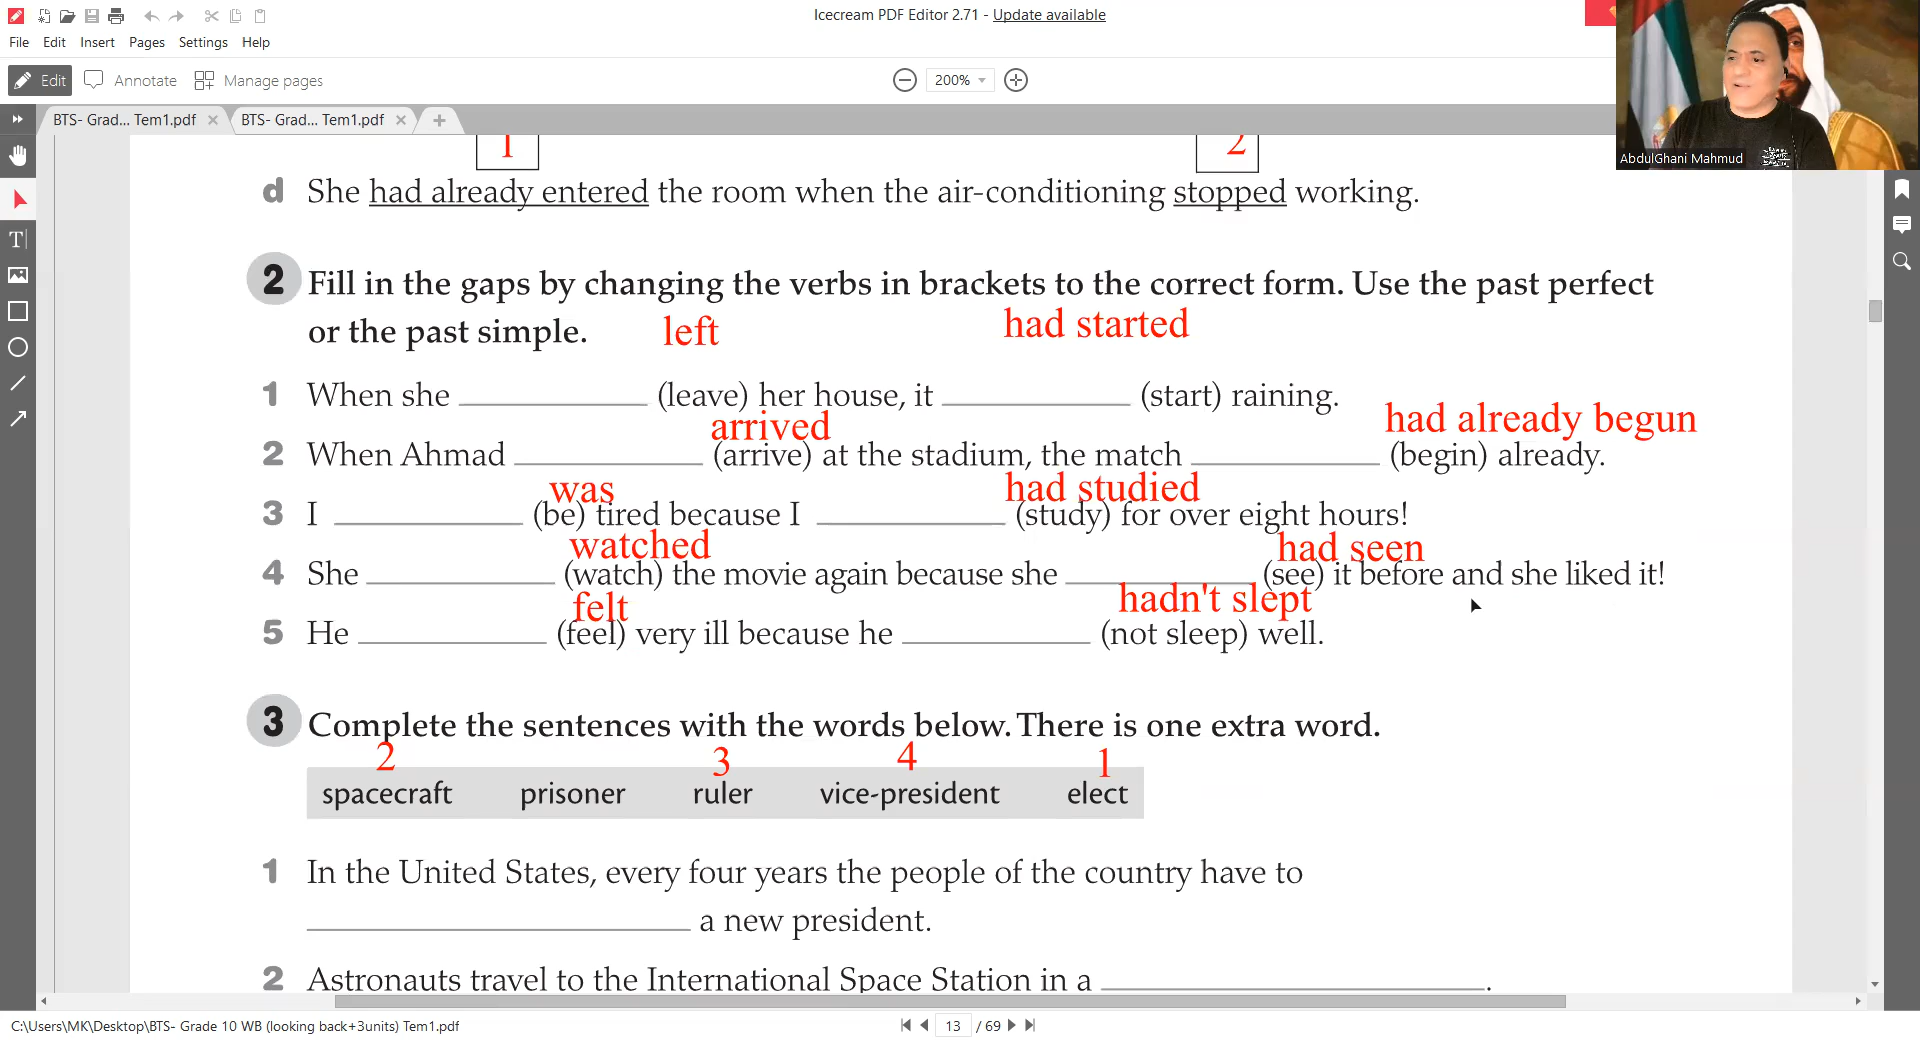 Icecream PDF Editor 2.71 - Update available
File Edit Insert Pages Settings Help
Edit Annotate Manage pages 200%
BTS- Grad... Tem1.pdf BTS- Grad... Tem1.pdf
AbdulGhani Mahmud
1 2
d She had already entered the room when the air-conditioning stopped working.
2 Fill in the gaps by changing the verbs in brackets to the correct form. Use the past perfect
or the past simple.
left had started
1 When she (leave) her house, it (start) raining.
arrived had already begun
2 When Ahmad (arrive) at the stadium, the match (begin) already.
was had studied
3 I (be) tired because I (study) for over eight hours!
watched had seen
4 She (watch) the movie again because she (see) it before and she liked it!
felt hadn't slept
5 He (feel) very ill because he (not sleep) well.
3 Complete the sentences with the words below. There is one extra word.
2 3 4 1
spacecraft prisoner ruler vice-president elect
1 In the United States, every four years the people of the country have to
a new president.
2 Astronauts travel to the International Space Station in a .
C:\Users\MK\Desktop\BTS- Grade 10 WB (looking back+3units) Tem1.pdf 13 / 69